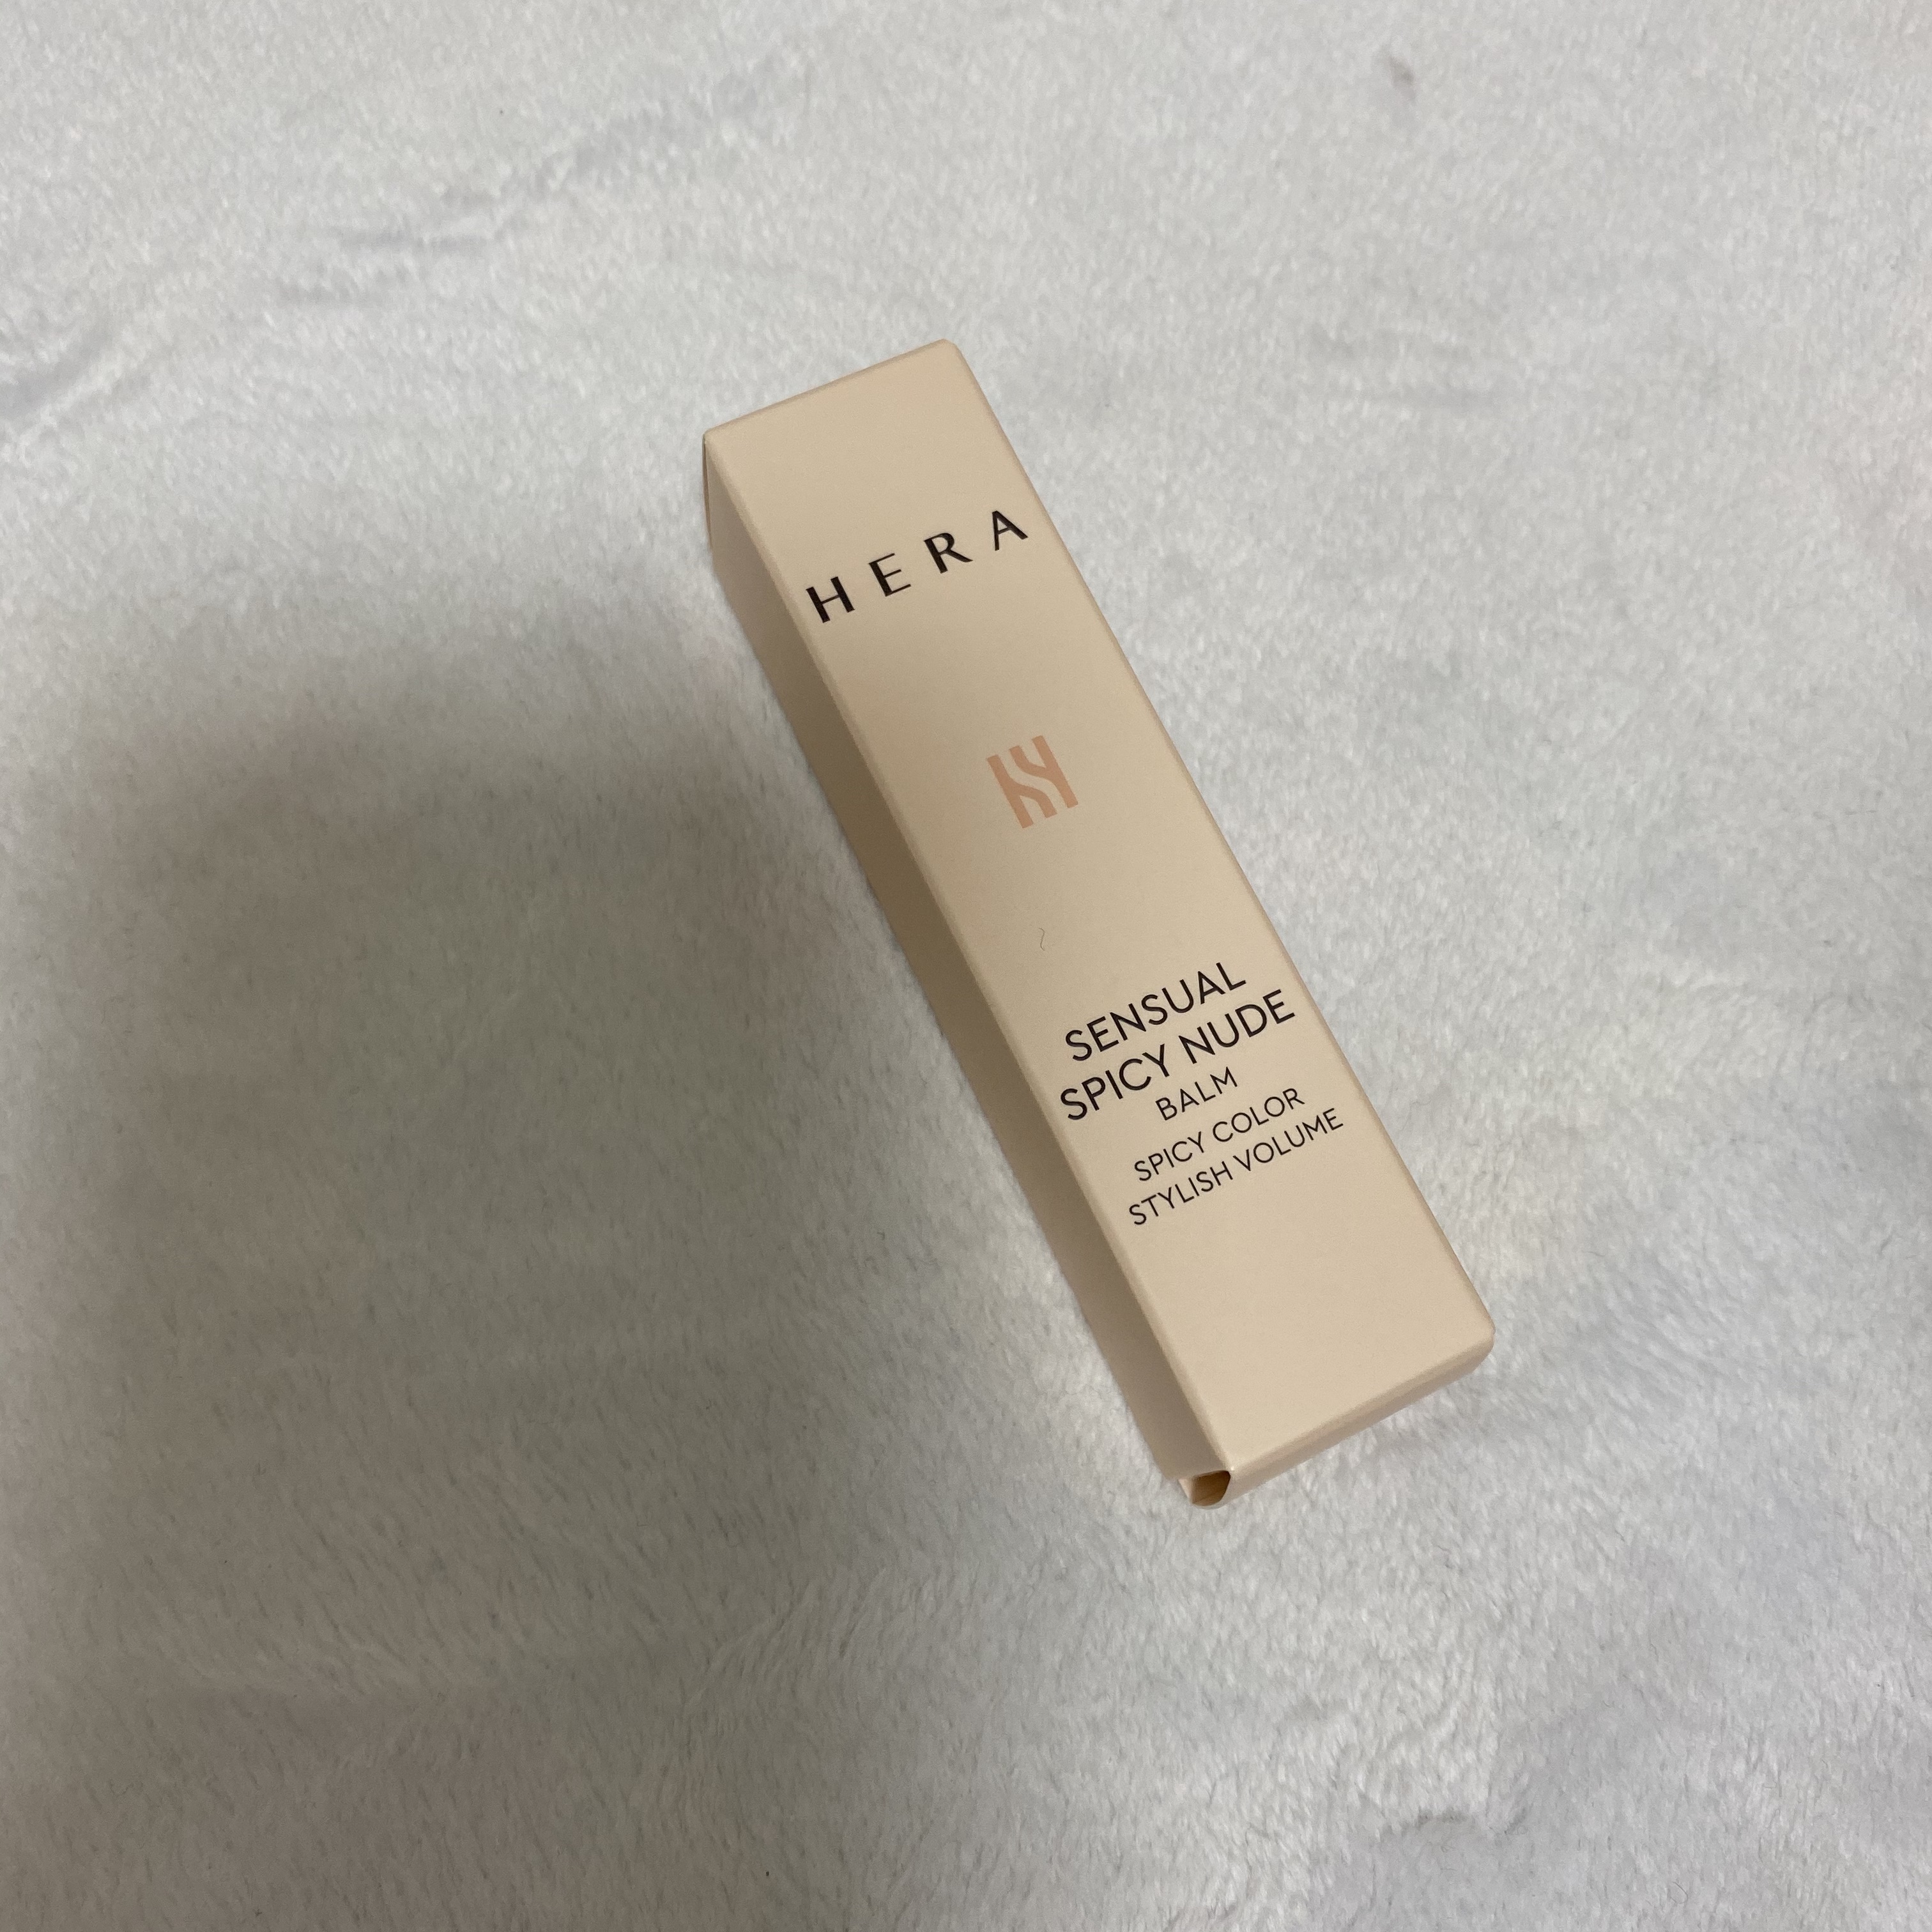 HERA
SENSUAL
SPICY NUDE
BALM
SPICY COLOR
STYLISH VOLUME